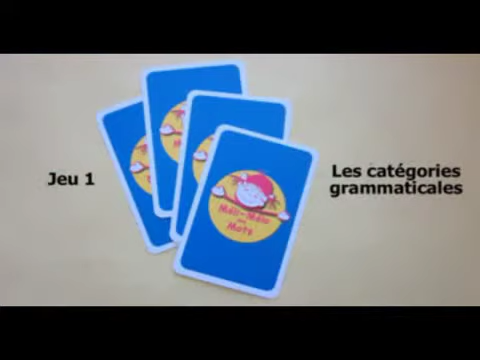 Jeu 1
Les catégories
grammaticales
Méli-Mélo
Mots